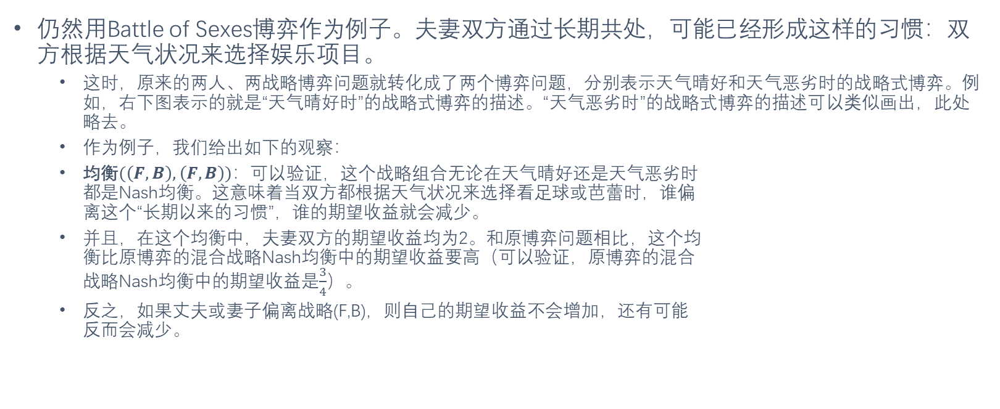 • 仍然用Battle of Sexes博弈作为例子。夫妻双方通过长期共处，可能已经形成这样的习惯：双
方根据天气状况来选择娱乐项目。
• 这时，原来的两人、两战略博弈问题就转化成了两个博弈问题，分别表示天气晴好和天气恶劣时的战略式博弈。例
如，右下图表示的就是“天气晴好时”的战略式博弈的描述。“天气恶劣时”的战略式博弈的描述可以类似画出，此处
略去。
• 作为例子，我们给出如下的观察：
• 均衡((F,B),(F,B))：可以验证，这个战略组合无论在天气晴好还是天气恶劣时
都是Nash均衡。这意味着当双方都根据天气状况来选择看足球或芭蕾时，谁偏
离这个“长期以来的习惯”，谁的期望收益就会减少。
• 并且，在这个均衡中，夫妻双方的期望收益均为2。和原博弈问题相比，这个均
衡比原博弈的混合战略Nash均衡中的期望收益要高（可以验证，原博弈的混合
战略Nash均衡中的期望收益是3/4）。
• 反之，如果丈夫或妻子偏离战略(F,B)，则自己的期望收益不会增加，还有可能
反而会减少。